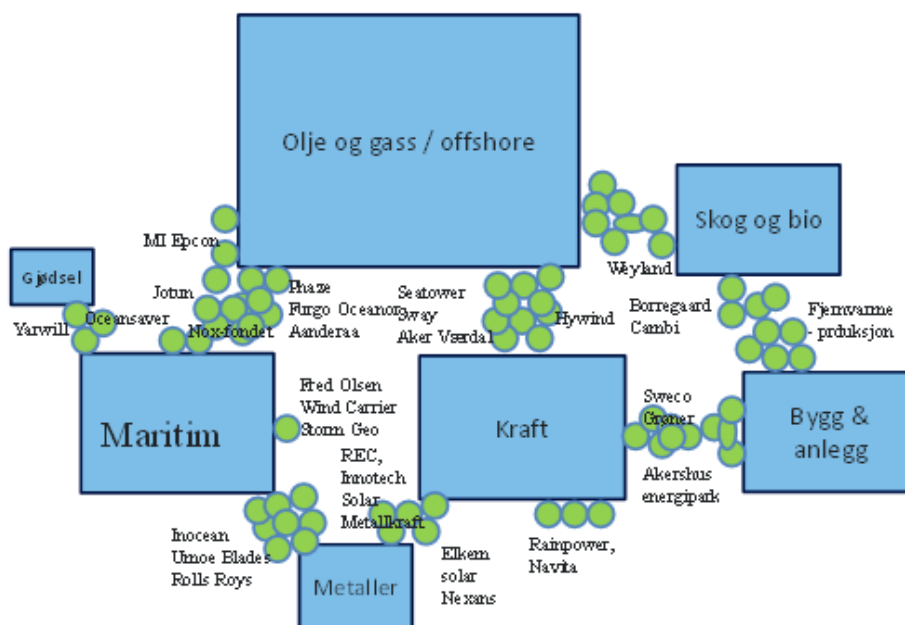 Olje og gass / offshore
Skog og bio
MI Epcon
Gjødsel
Weyland
Jotun
Phaze
Furgo Oceanor
Aanderaa
Seatower
Sway
Aker Værdal
Hywind
Borregaard
Cambi
Fjernvarme
- prduksjon
Yarwill
Oceansaver
Nox-fondet
Maritim
Fred Olsen
Wind Carrier
Storm Geo
Kraft
Sweco
Grøner
Bygg &
anlegg
REC,
Innotech
Solar
Metallkraft
Akershus
energipark
Inocean
Umoe Blades
Rolls Roys
Metaller
Elkem
solar
Nexans
Rainpower,
Navita